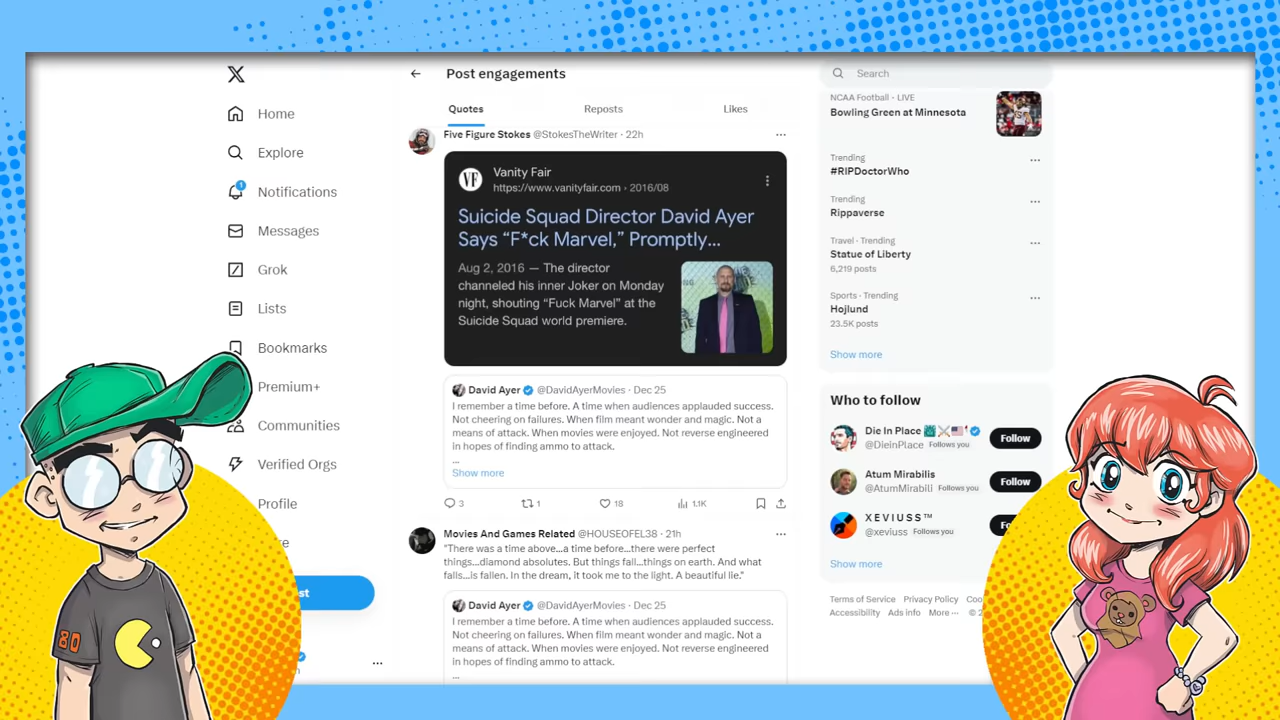 Post engagements
Search
Quotes
Reposts
Likes
Home
Explore
1
Notifications
Messages
Grok
Lists
Bookmarks
Premium+
Communities
Verified Orgs
Profile
Five Figure Stokes @StokesTheWriter · 22h
VF
Vanity Fair
https://www.vanityfair.com · 2016/08
Suicide Squad Director David Ayer
Says “F*ck Marvel,” Promptly...
Aug 2, 2016 — The director
channeled his inner Joker on Monday
night, shouting “Fuck Marvel” at the
Suicide Squad world premiere.
David Ayer @DavidAyerMovies · Dec 25
I remember a time before. A time when audiences applauded success.
Not cheering on failures. When film meant wonder and magic. Not a
means of attack. When movies were enjoyed. Not reverse engineered
in hopes of finding ammo to attack.
...
Show more
3
1
18
1.1K
Movies And Games Related @HOUSEOFEL38 · 21h
"There was a time above...a time before...there were perfect
things...diamond absolutes. But things fall...things on earth. And what
falls...is fallen. In the dream, it took me to the light. A beautiful lie."
David Ayer @DavidAyerMovies · Dec 25
I remember a time before. A time when audiences applauded success.
Not cheering on failures. When film meant wonder and magic. Not a
means of attack. When movies were enjoyed. Not reverse engineered
in hopes of finding ammo to attack.
...
NCAA Football · LIVE
Bowling Green at Minnesota
Trending
#RIPDoctorWho
Trending
Rippaverse
Travel · Trending
Statue of Liberty
6,219 posts
Sports · Trending
Hojlund
23.5K posts
Show more
Who to follow
Die In Place
@DieinPlace Follows you
Follow
Atum Mirabilis
@AtumMirabili Follows you
Follow
X E V I U S S ™
@xeviuss Follows you
Fo
Show more
Terms of Service Privacy Policy Coo
Accessibility Ads info More ··· © 2
80